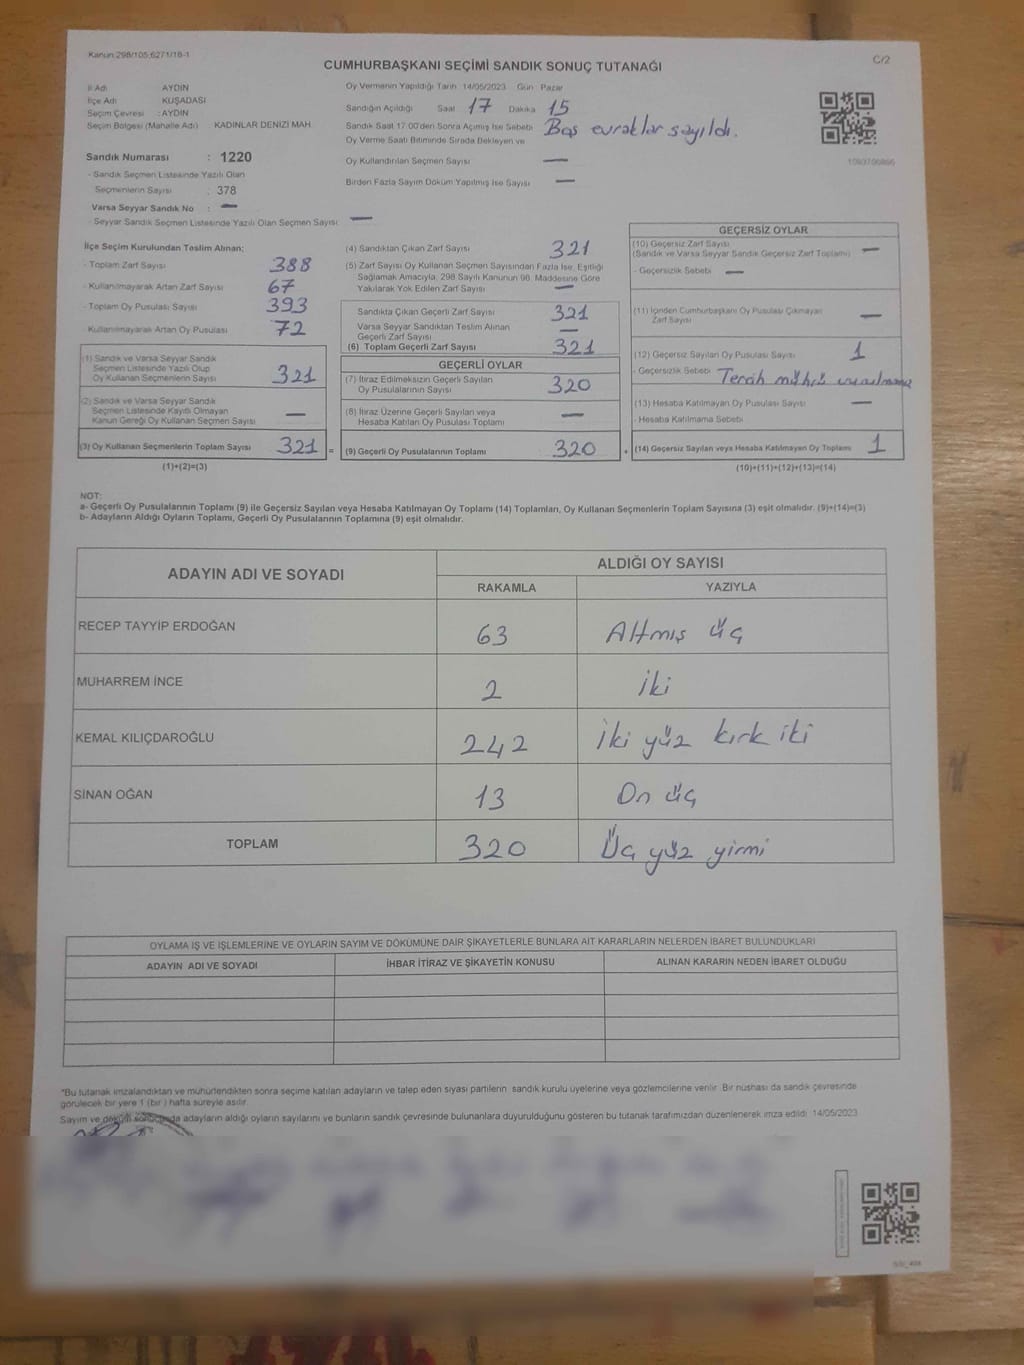 Kanun:298/105;6271/18-1
C/2
CUMHURBAŞKANI SEÇİMİ SANDIK SONUÇ TUTANAĞI
İl Adı AYDIN
İlçe Adı KUŞADASI
Seçim Çevresi : AYDIN
Seçim Bölgesi (Mahalle Adı) KADINLAR DENİZİ MAH.
Sandık Numarası : 1220
- Sandık Seçmen Listesinde Yazılı Olan
Seçmenlerin Sayısı : 378
Varsa Seyyar Sandık No : —
- Seyyar Sandık Seçmen Listesinde Yazılı Olan Seçmen Sayısı: —
Oy Vermenin Yapıldığı Tarih 14/05/2023 Gün Pazar
Sandığın Açıldığı Saat 17 Dakika 15
Sandık Saat 17:00'den Sonra Açılmış İse Sebebi Boş evraklar sayıldı.
Oy Verme Saati Bitiminde Sırada Bekleyen ve
Oy Kullandırılan Seçmen Sayısı —
Birden Fazla Sayım Döküm Yapılmış İse Sayısı —
İlçe Seçim Kurulundan Teslim Alınan;
- Toplam Zarf Sayısı 388
- Kullanılmayarak Artan Zarf Sayısı 67
- Toplam Oy Pusulası Sayısı 393
- Kullanılmayarak Artan Oy Pusulası 72
(1) Sandık ve Varsa Seyyar Sandık
Seçmen Listesinde Yazılı Olup
Oy Kullanan Seçmenlerin Sayısı 321
(2) Sandık ve Varsa Seyyar Sandık
Seçmen Listesinde Kayıtlı Olmayan
Kanun Gereği Oy Kullanan Seçmen Sayısı —
(3) Oy Kullanan Seçmenlerin Toplam Sayısı 321 =
(1)+(2)=(3)
(4) Sandıktan Çıkan Zarf Sayısı 321
(5) Zarf Sayısı Oy Kullanan Seçmen Sayısından Fazla İse, Eşitliği
Sağlamak Amacıyla, 298 Sayılı Kanunun 98. Maddesine Göre
Yakılarak Yok Edilen Zarf Sayısı —
Sandıkta Çıkan Geçerli Zarf Sayısı 321
Varsa Seyyar Sandıktan Teslim Alınan
Geçerli Zarf Sayısı —
(6) Toplam Geçerli Zarf Sayısı 321
GEÇERLİ OYLAR
(7) İtiraz Edilmeksizin Geçerli Sayılan
Oy Pusulalarının Sayısı 320
(8) İtiraz Üzerine Geçerli Sayılan veya
Hesaba Katılan Oy Pusulası Toplamı —
(9) Geçerli Oy Pusulalarının Toplamı 320 +
GEÇERSİZ OYLAR
(10) Geçersiz Zarf Sayısı
(Sandık ve Varsa Seyyar Sandık Geçersiz Zarf Toplamı) —
- Geçersizlik Sebebi —
(11) İçinden Cumhurbaşkanı Oy Pusulası Çıkmayan
Zarf Sayısı —
(12) Geçersiz Sayılan Oy Pusulası Sayısı 1
- Geçersizlik Sebebi Tercih mührü
(13) Hesaba Katılmayan Oy Pusulası Sayısı —
- Hesaba Katılmama Sebebi
(14) Geçersiz Sayılan veya Hesaba Katılmayan Oy Toplamı 1
(10)+(11)+(12)+(13)=(14)
NOT:
a- Geçerli Oy Pusulalarının Toplamı (9) ile Geçersiz Sayılan veya Hesaba Katılmayan Oy Toplamı (14) Toplamları, Oy Kullanan Seçmenlerin Toplam Sayısına (3) eşit olmalıdır. (9)+(14)=(3)
b- Adayların Aldığı Oyların Toplamı, Geçerli Oy Pusulalarının Toplamına (9) eşit olmalıdır.
ADAYIN ADI VE SOYADI
ALDIĞI OY SAYISI
RAKAMLA YAZIYLA
RECEP TAYYİP ERDOĞAN 63 Altmış üç
MUHARREM İNCE 2 İki
KEMAL KILIÇDAROĞLU 242 İki yüz kırk iki
SİNAN OĞAN 13 On üç
TOPLAM 320 Üç yüz yirmi
OYLAMA İŞ VE İŞLEMLERİNE VE OYLARIN SAYIM VE DÖKÜMÜNE DAİR ŞİKAYETLERLE BUNLARA AİT KARARLARIN NELERDEN İBARET BULUNDUKLARI
ADAYIN ADI VE SOYADI İHBAR İTİRAZ VE ŞİKAYETİN KONUSU ALINAN KARARIN NEDEN İBARET OLDUĞU
*Bu tutanak imzalandıktan ve mühürlendikten sonra seçime katılan adayların ve talep eden siyasi partilerin, sandık kurulu üyelerine veya gözlemcilerine verilir. Bir nüshası da sandık çevresinde
görülecek bir yere 1 (bir) hafta süreyle asılır.
Sayım ve döküm sonucunda adayların aldığı oyların sayılarını ve bunların sandık çevresinde bulunanlara duyurulduğunu gösteren bu tutanak tarafımızdan düzenlenerek imza edildi. 14/05/2023